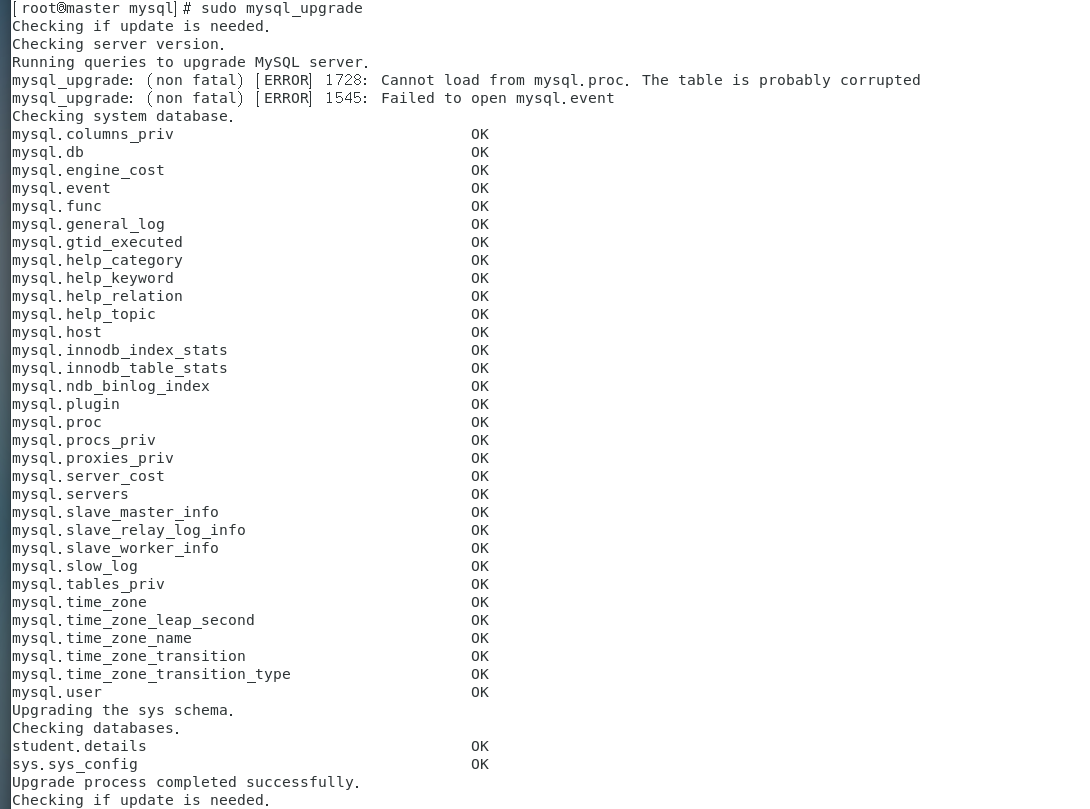 [root@master mysql]# sudo mysql_upgrade
Checking if update is needed.
Checking server version.
Running queries to upgrade MySQL server.
mysql_upgrade: (non fatal) [ERROR] 1728: Cannot load from mysql.proc. The table is probably corrupted
mysql_upgrade: (non fatal) [ERROR] 1545: Failed to open mysql.event
Checking system database.
mysql.columns_priv OK
mysql.db OK
mysql.engine_cost OK
mysql.event OK
mysql.func OK
mysql.general_log OK
mysql.gtid_executed OK
mysql.help_category OK
mysql.help_keyword OK
mysql.help_relation OK
mysql.help_topic OK
mysql.host OK
mysql.innodb_index_stats OK
mysql.innodb_table_stats OK
mysql.ndb_binlog_index OK
mysql.plugin OK
mysql.proc OK
mysql.procs_priv OK
mysql.proxies_priv OK
mysql.server_cost OK
mysql.servers OK
mysql.slave_master_info OK
mysql.slave_relay_log_info OK
mysql.slave_worker_info OK
mysql.slow_log OK
mysql.tables_priv OK
mysql.time_zone OK
mysql.time_zone_leap_second OK
mysql.time_zone_name OK
mysql.time_zone_transition OK
mysql.time_zone_transition_type OK
mysql.user OK
Upgrading the sys schema.
Checking databases.
student.details OK
sys.sys_config OK
Upgrade process completed successfully.
Checking if update is needed.